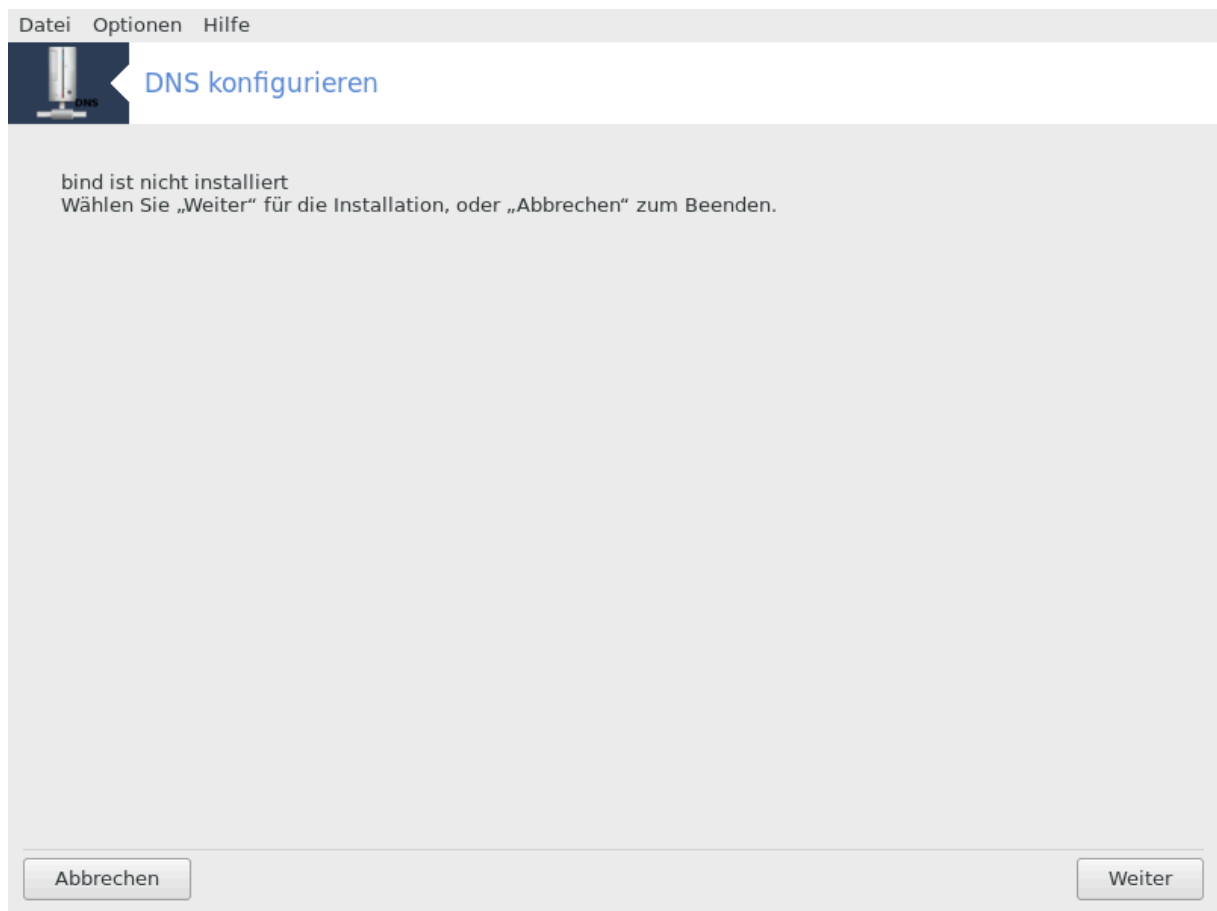 Datei Optionen Hilfe
DNS
DNS konfigurieren
bind ist nicht installiert
Wählen Sie „Weiter“ für die Installation, oder „Abbrechen“ zum Beenden.
Abbrechen
Weiter